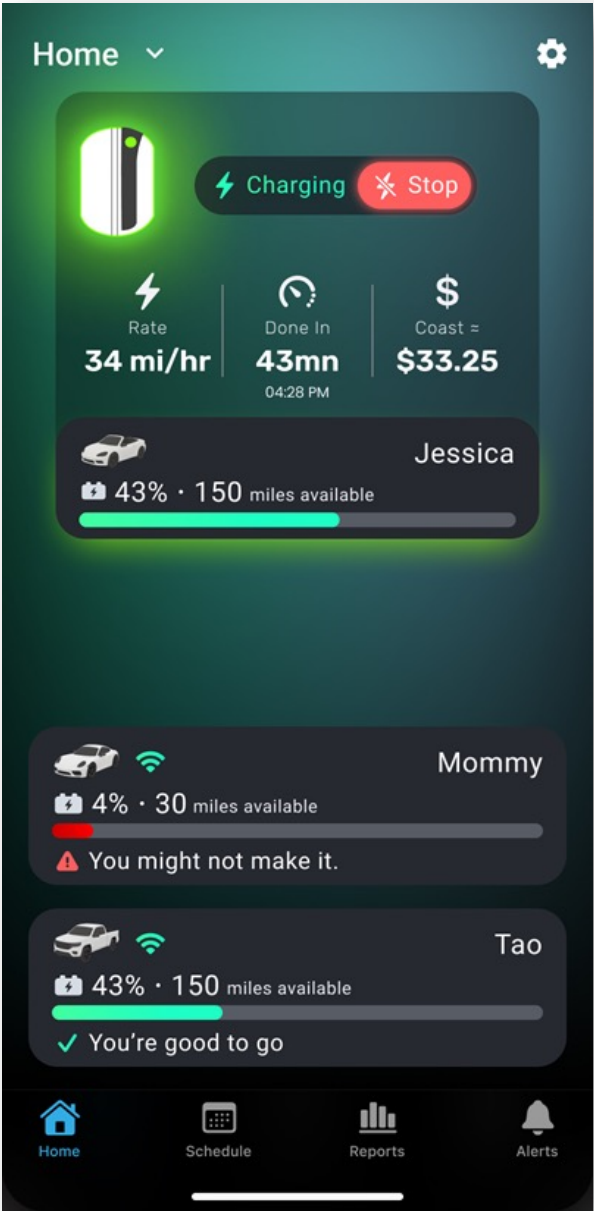 Home
Charging Stop
Rate Done In Coast ≈
34 mi/hr 43mn $33.25
04:28 PM
Jessica
43% · 150 miles available
Mommy
4% · 30 miles available
You might not make it.
Tao
43% · 150 miles available
You're good to go
Home Schedule Reports Alerts